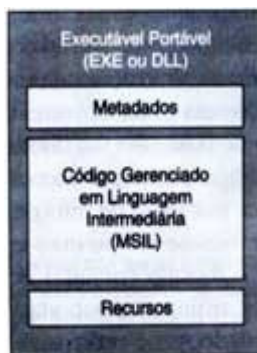 Executável Portável
(EXE ou DLL)
Metadados
Código Gerenciado
em Linguagem
Intermediária
(MSIL)
Recursos